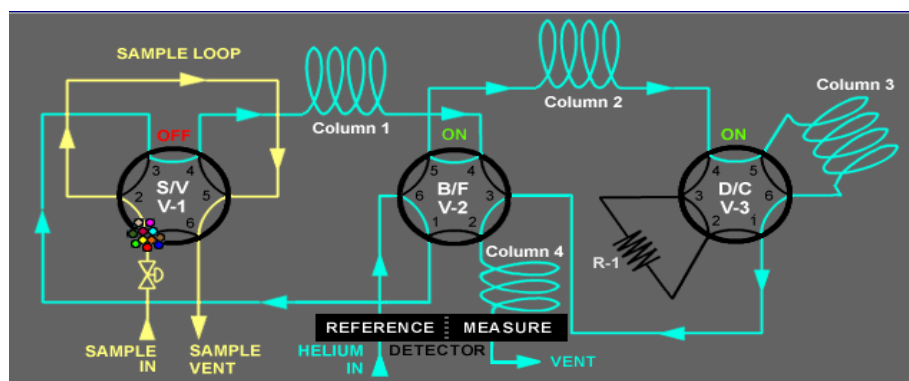 SAMPLE LOOP
Column 1
Column 2
Column 3
OFF
ON
ON
3 4
S/V
2 5
V-1
1 6
5 4
B/F
6 3
V-2
1 2
4 5
D/C
3 6
V-3
2 1
Column 4
R-1
REFERENCE MEASURE
SAMPLE IN
SAMPLE VENT
HELIUM IN
DETECTOR
VENT